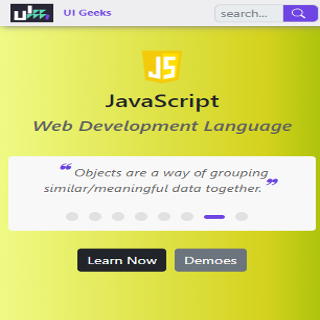 UI Geeks
search...
JS
JavaScript
Web Development Language
❝ Objects are a way of grouping
similar/meaningful data together. ❞
Learn Now
Demoes